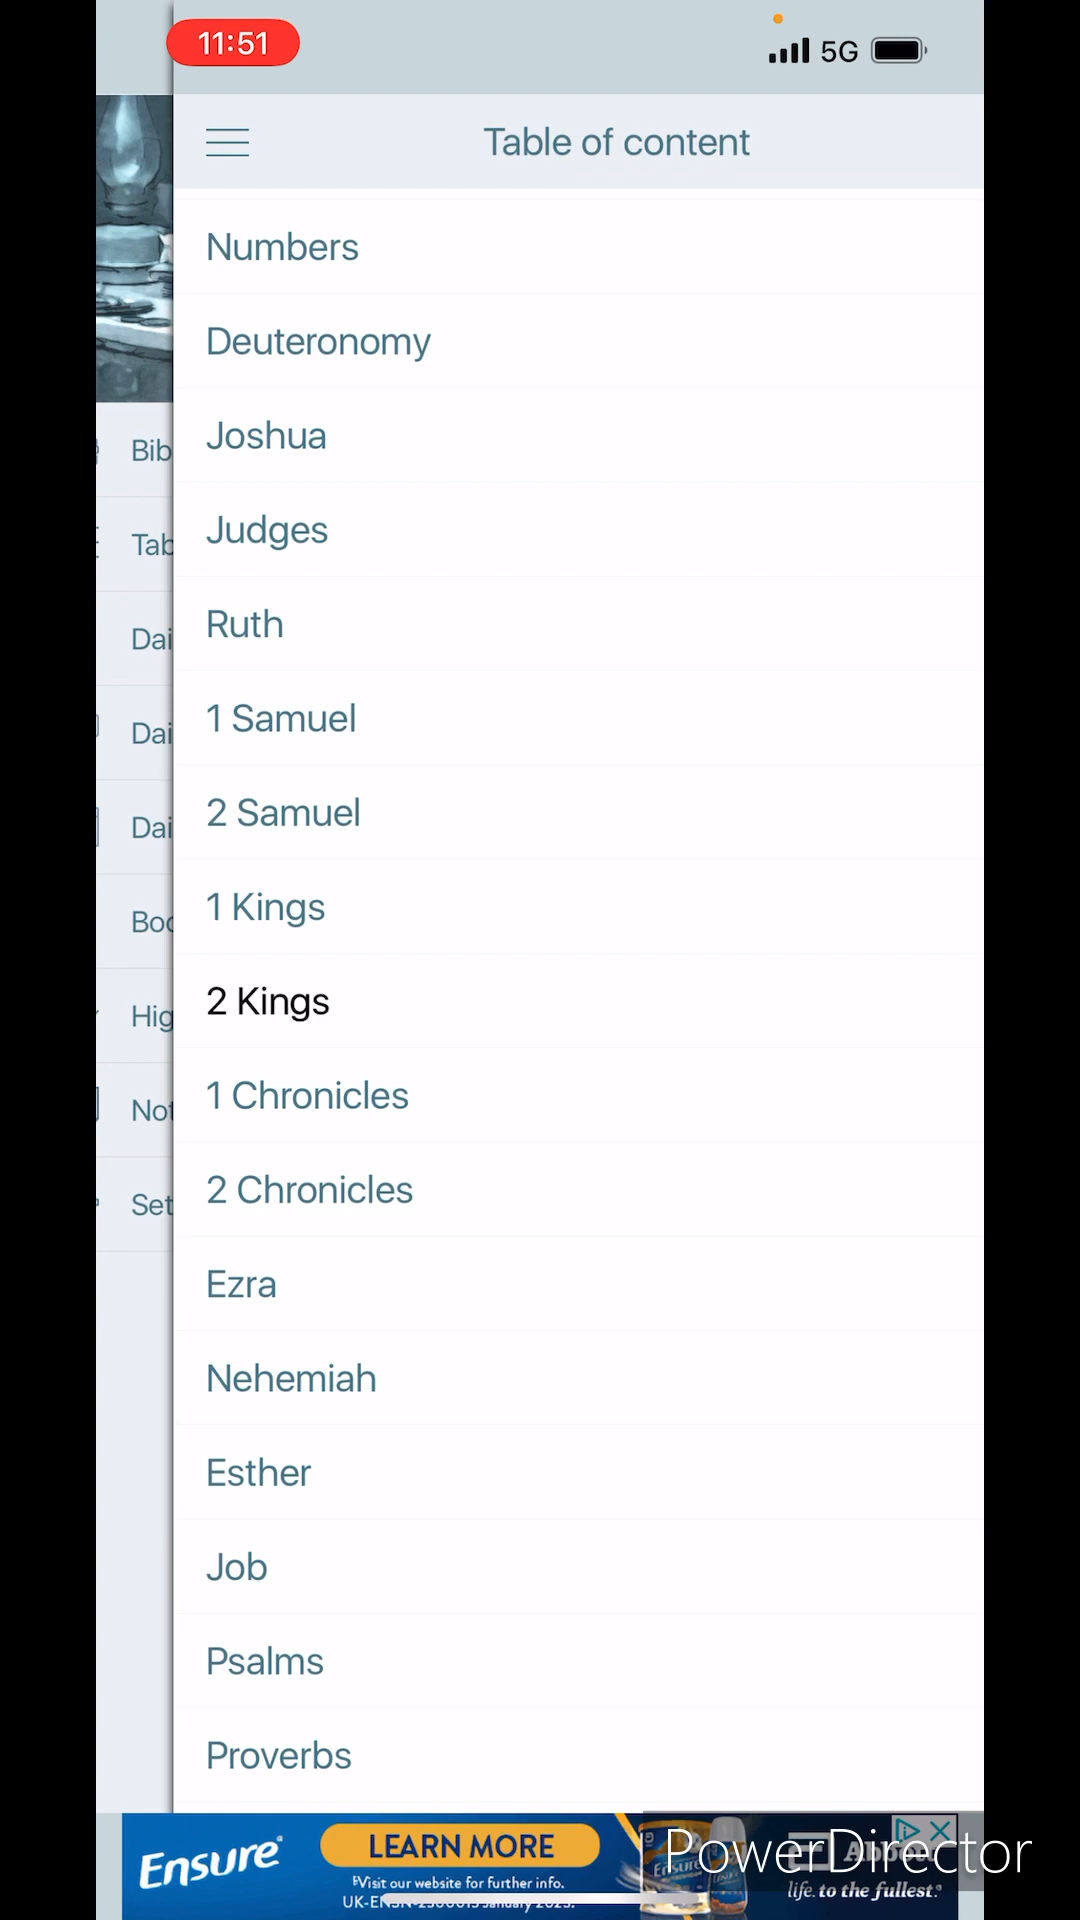 11:51
5G
Table of content
Numbers
Deuteronomy
Joshua
Bib
Judges
Tab
Ruth
Dai
1 Samuel
Dai
2 Samuel
Dai
1 Kings
Boo
2 Kings
Hig
1 Chronicles
Not
2 Chronicles
Set
Ezra
Nehemiah
Esther
Job
Psalms
Proverbs
Ensure
LEARN MORE
Visit our website for further info.
Ensure
PowerDirector
Abbott
life. to the fullest.